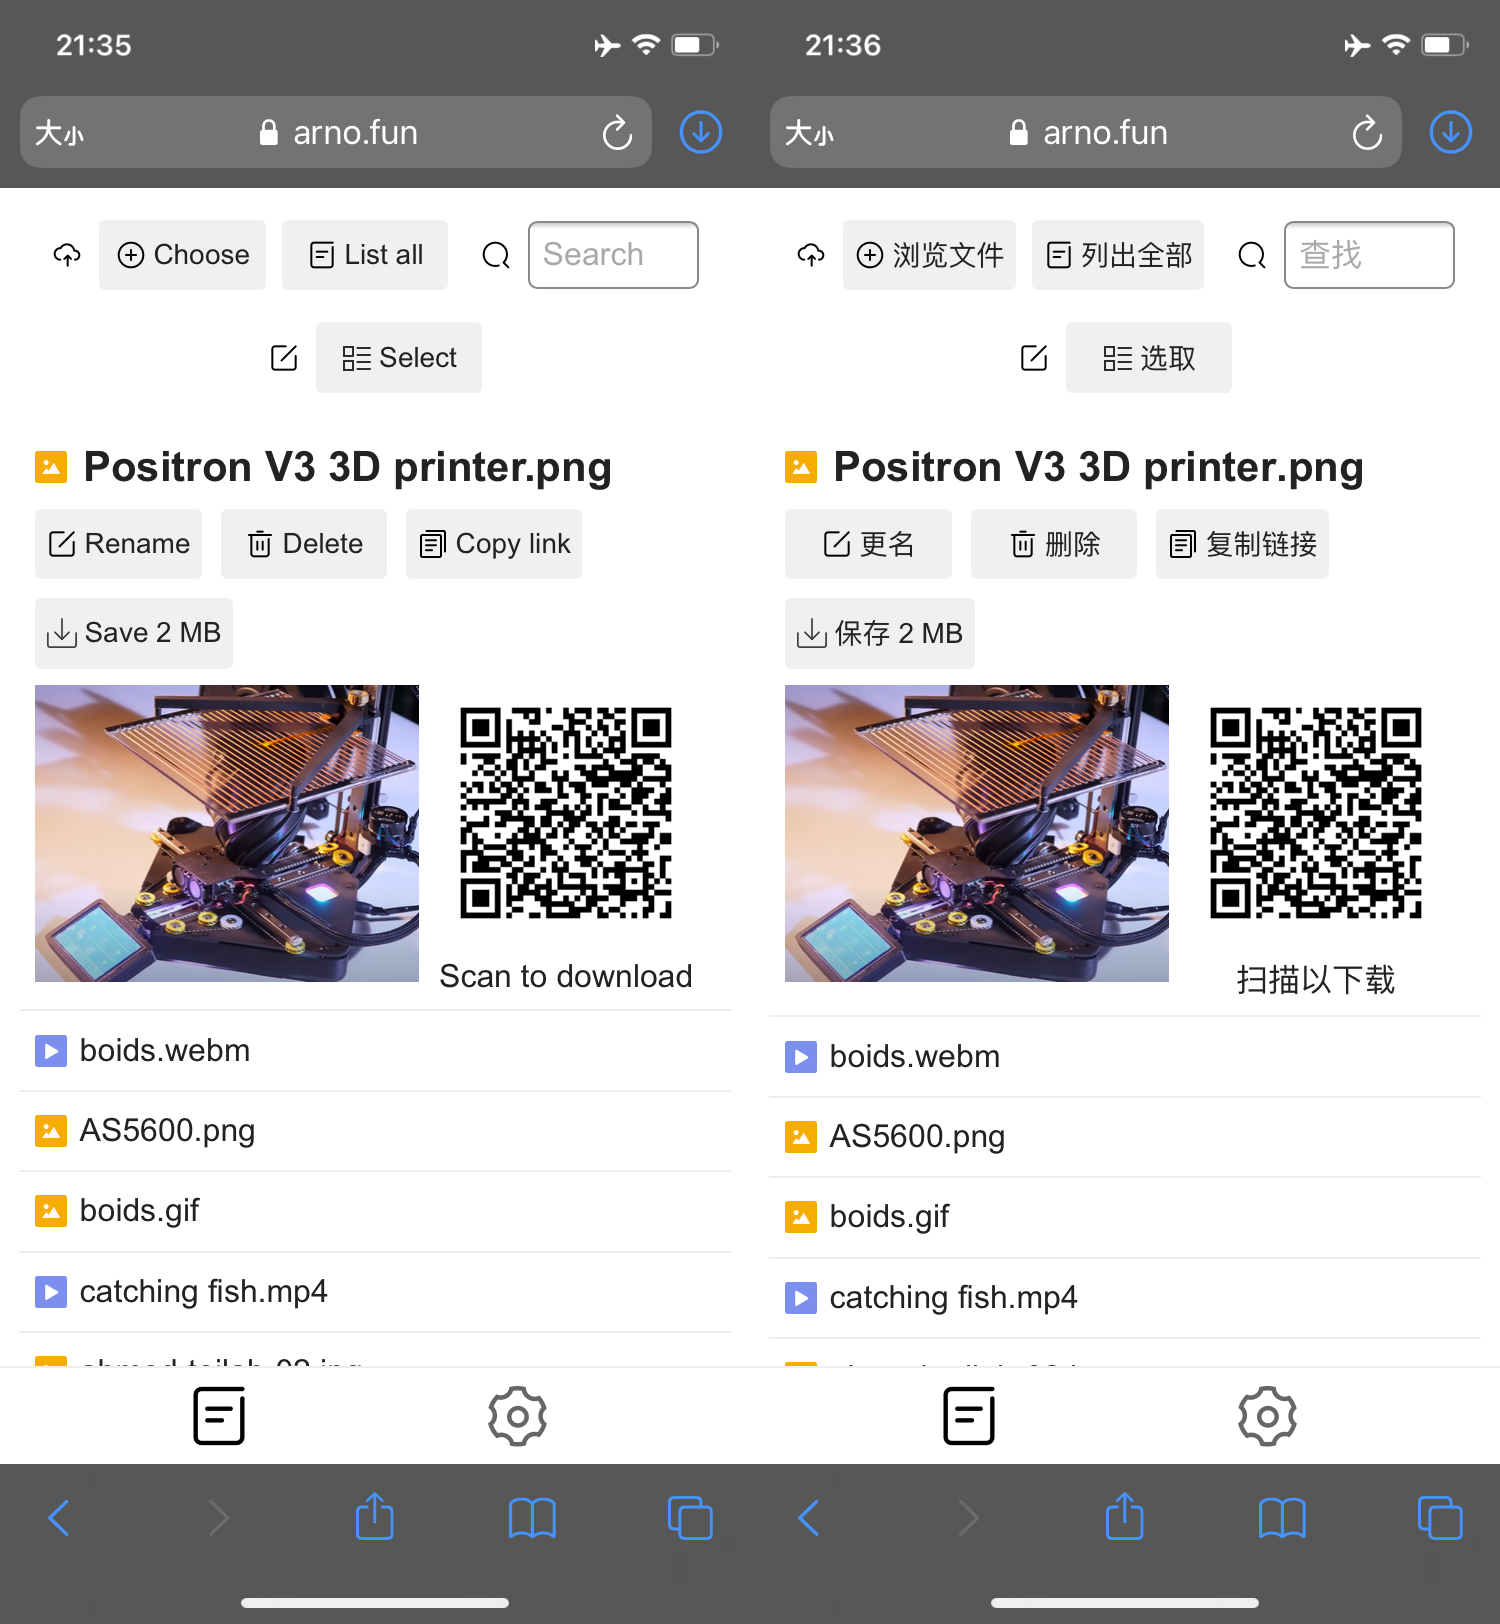 21:35
大小 arno.fun
Choose List all Search
Select
Positron V3 3D printer.png
Rename Delete Copy link
Save 2 MB
Scan to download
boids.webm
AS5600.png
boids.gif
catching fish.mp4
21:36
大小 arno.fun
浏览文件 列出全部 查找
选取
Positron V3 3D printer.png
更名 删除 复制链接
保存 2 MB
扫描以下载
boids.webm
AS5600.png
boids.gif
catching fish.mp4